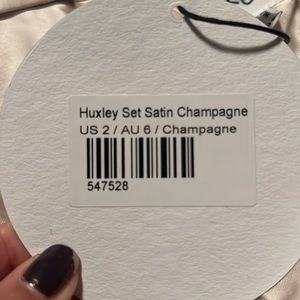 Huxley Set Satin Champagne
US 2 / AU 6 / Champagne
547528